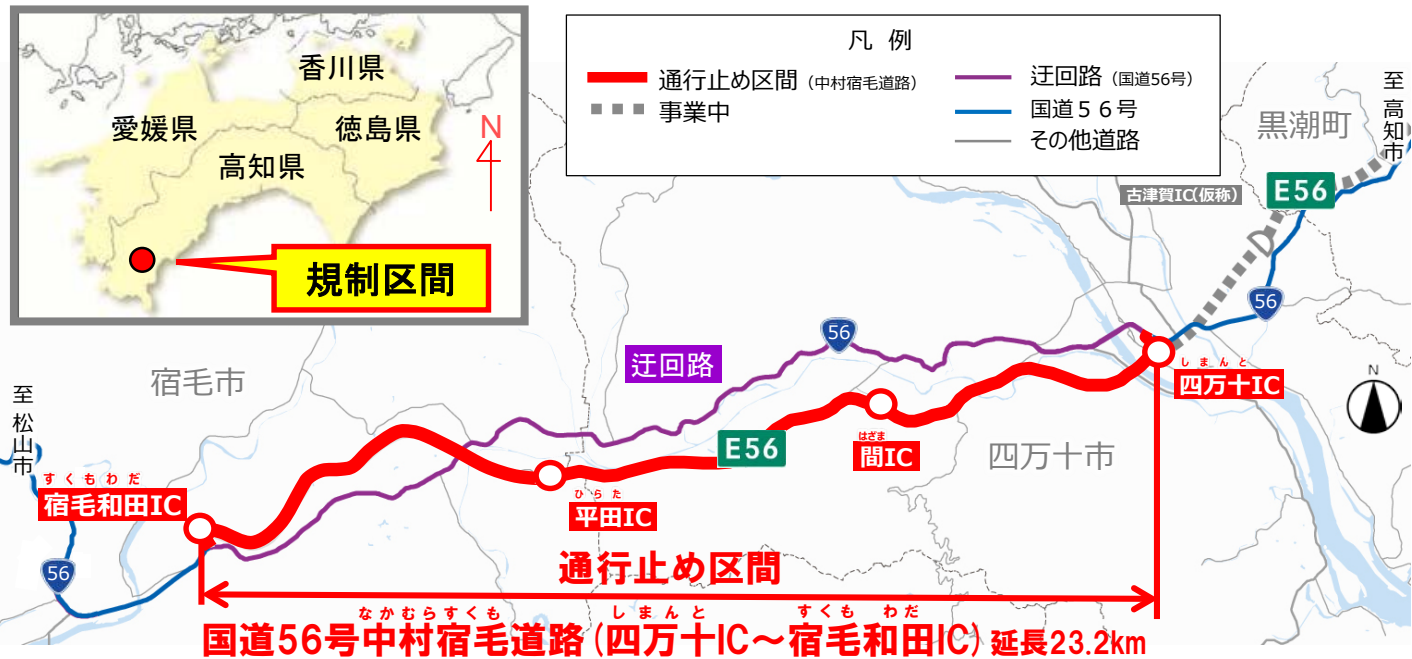 香川県
愛媛県
徳島県
高知県
N
規制区間
凡 例
通行止め区間 (中村宿毛道路)
事業中
迂回路 (国道56号)
国道56号
その他道路
至 高知市
黒潮町
古津賀IC(仮称)
E56
56
56
迂回路
宿毛市
至 松山市
しまんと
四万十IC
N
はざま
間IC
四万十市
E56
すくもわだ
宿毛和田IC
ひらた
平田IC
56
通行止め区間
なかむらすくも しまんと すくも わだ
国道56号中村宿毛道路(四万十IC~宿毛和田IC) 延長23.2km